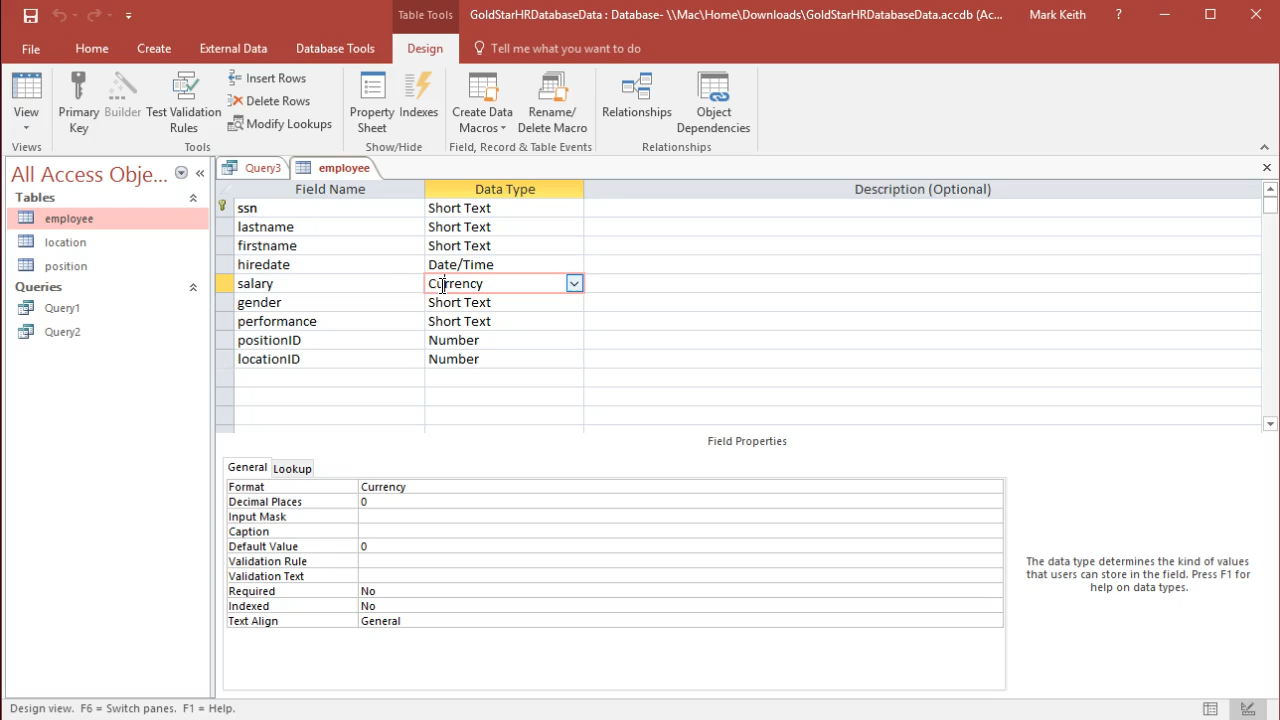 Table Tools
GoldStarHRDatabaseData : Database- \\Mac\Home\Downloads\GoldStarHRDatabaseData.accdb (Ac...
Mark Keith
?
File
Home
Create
External Data
Database Tools
Design
Tell me what you want to do
View
Primary
Key
Builder
Test Validation
Rules
Insert Rows
Delete Rows
Modify Lookups
Property
Sheet
Indexes
Create Data
Macros
Rename/
Delete Macro
Relationships
Object
Dependencies
Views
Tools
Show/Hide
Field, Record & Table Events
Relationships
All Access Obje...
Tables
employee
location
position
Queries
Query1
Query2
Query3
employee
Field Name Data Type Description (Optional)
ssn Short Text
lastname Short Text
firstname Short Text
hiredate Date/Time
salary Currency
gender Short Text
performance Short Text
positionID Number
locationID Number
Field Properties
General Lookup
Format Currency
Decimal Places 0
Input Mask
Caption
Default Value 0
Validation Rule
Validation Text
Required No
Indexed No
Text Align General
The data type determines the kind of values
that users can store in the field. Press F1 for
help on data types.
Design view. F6 = Switch panes. F1 = Help.